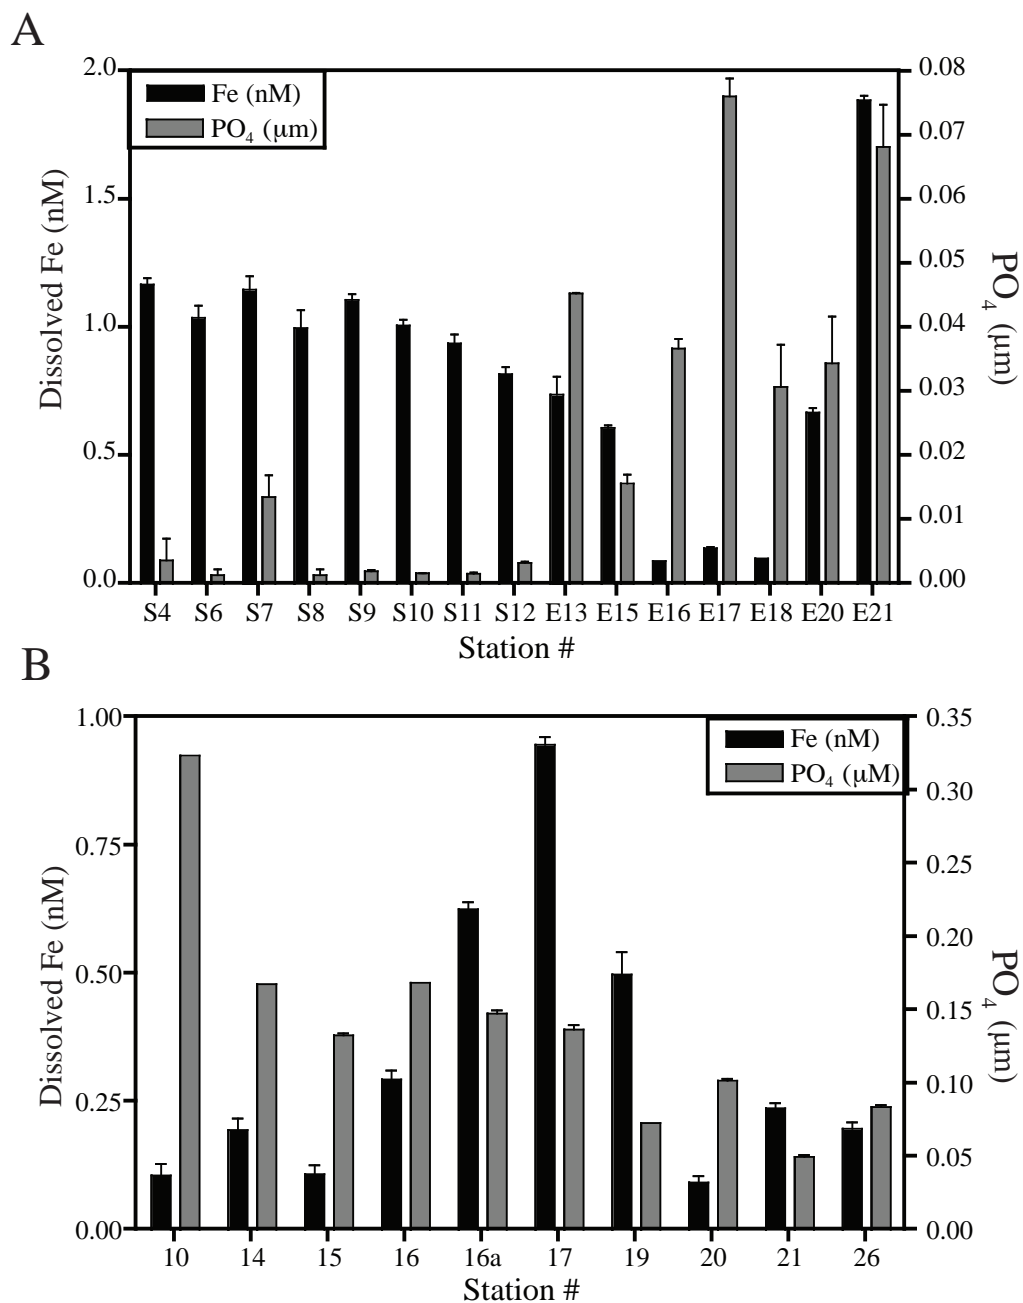 A
2.0
1.5
1.0
0.5
0.0
Dissolved Fe (nM)
Fe (nM)
PO₄ (μm)
0.08
0.07
0.06
0.05
0.04
0.03
0.02
0.01
0.00
PO₄ (μm)
S4 S6 S7 S8 S9 S10 S11 S12 E13 E15 E16 E17 E18 E20 E21
Station #
B
1.00
0.75
0.50
0.25
0.00
Dissolved Fe (nM)
Fe (nM)
PO₄ (μM)
0.35
0.30
0.25
0.20
0.15
0.10
0.05
0.00
PO₄ (μm)
10 14 15 16 16a 17 19 20 21 26
Station #